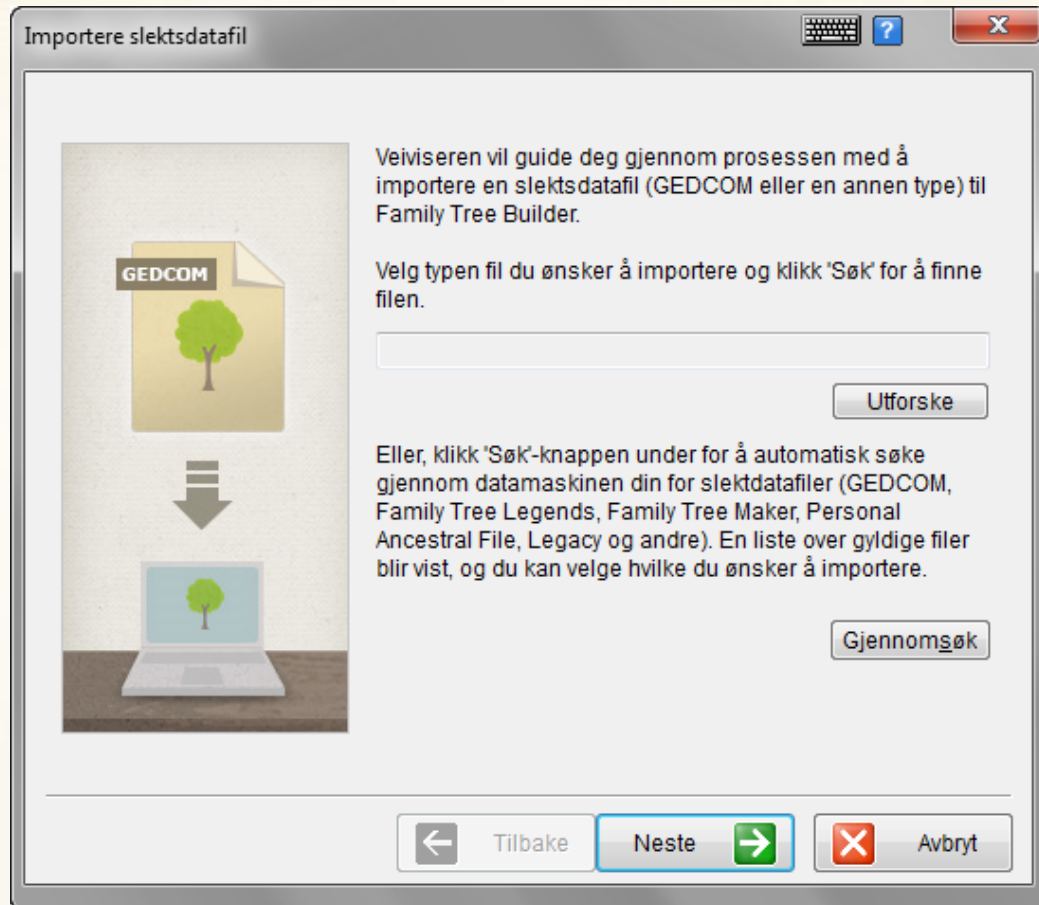 Importere slektsdatafil
?
X
Veiviseren vil guide deg gjennom prosessen med å
importere en slektsdatafil (GEDCOM eller en annen type) til
Family Tree Builder.
GEDCOM
Velg typen fil du ønsker å importere og klikk 'Søk' for å finne
filen.
Utforske
Eller, klikk 'Søk'-knappen under for å automatisk søke
gjennom datamaskinen din for slektdatafiler (GEDCOM,
Family Tree Legends, Family Tree Maker, Personal
Ancestral File, Legacy og andre). En liste over gyldige filer
blir vist, og du kan velge hvilke du ønsker å importere.
Gjennomsøk
Tilbake
Neste
Avbryt